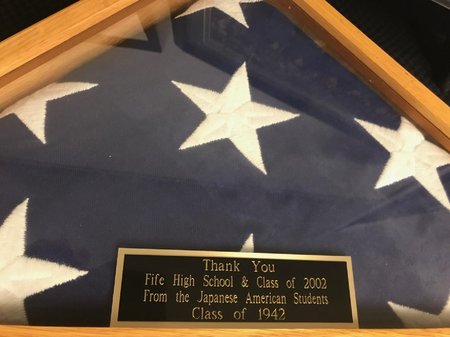 Thank You
Fife High School & Class of 2002
From the Japanese American Students
Class of 1942